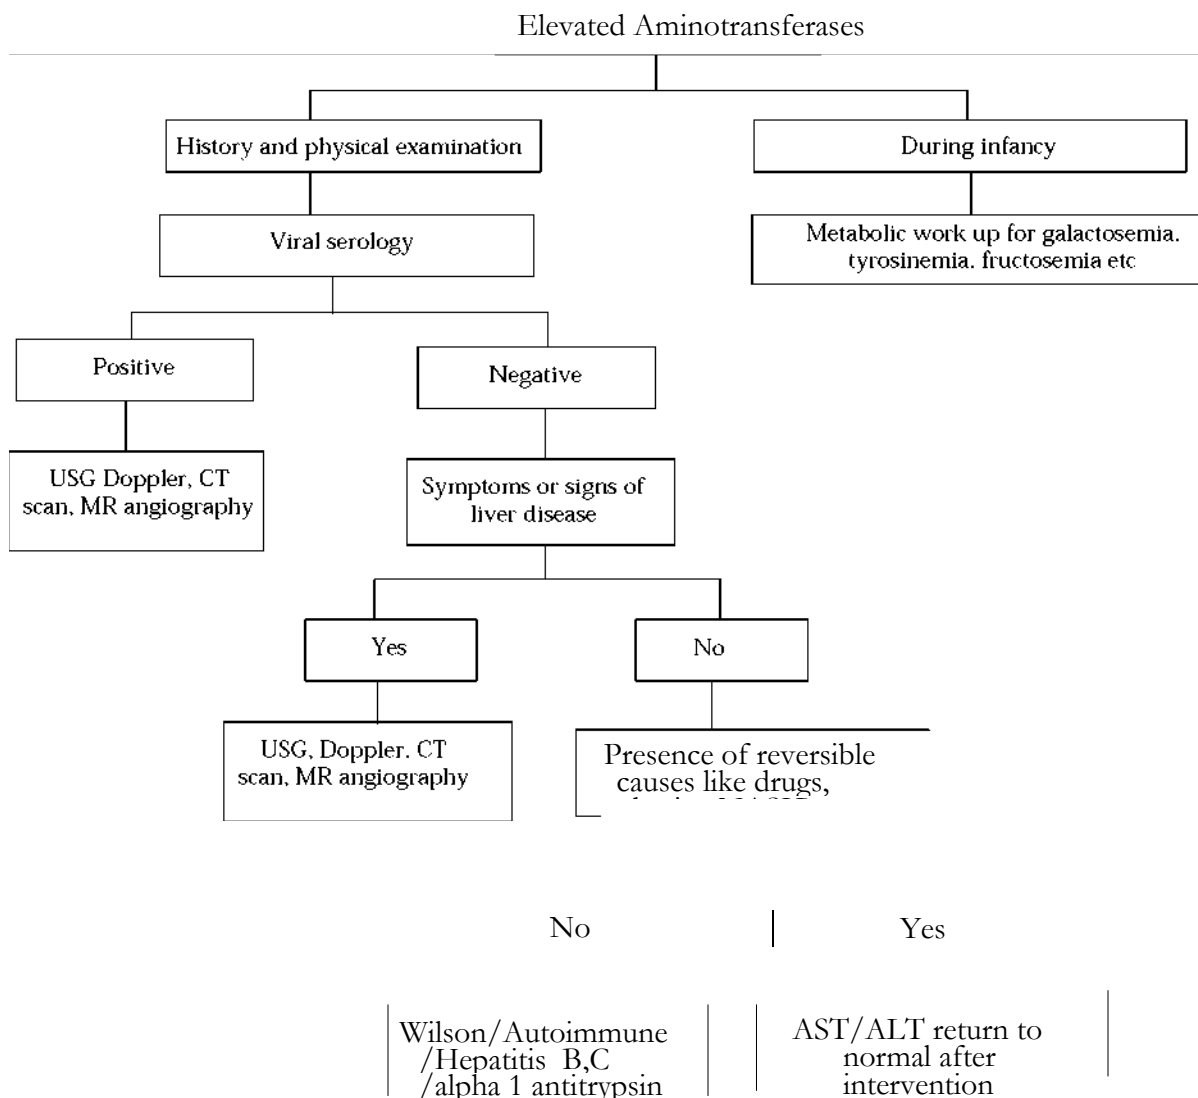 Elevated Aminotransferases
History and physical examination
During infancy
Viral serology
Metabolic work up for galactosemia.
tyrosinemia. fructosemia etc
Positive
Negative
USG Doppler, CT
scan, MR angiography
Symptoms or signs of
liver disease
Yes
No
USG, Doppler. CT
scan, MR angiography
Presence of reversible
causes like drugs,
No
Yes
Wilson/Autoimmune
/Hepatitis B,C
/alpha 1 antitrypsin
AST/ALT return to
normal after
intervention